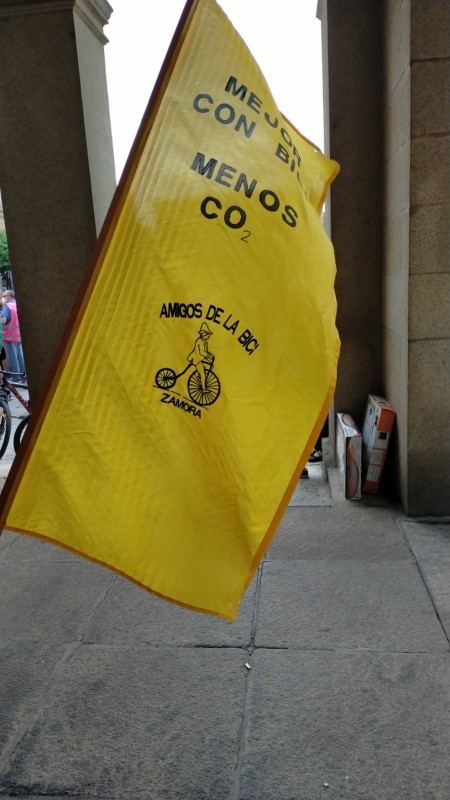 MEJOR
CON BICI
MENOS
CO2
AMIGOS DE LA BICI
ZAMORA